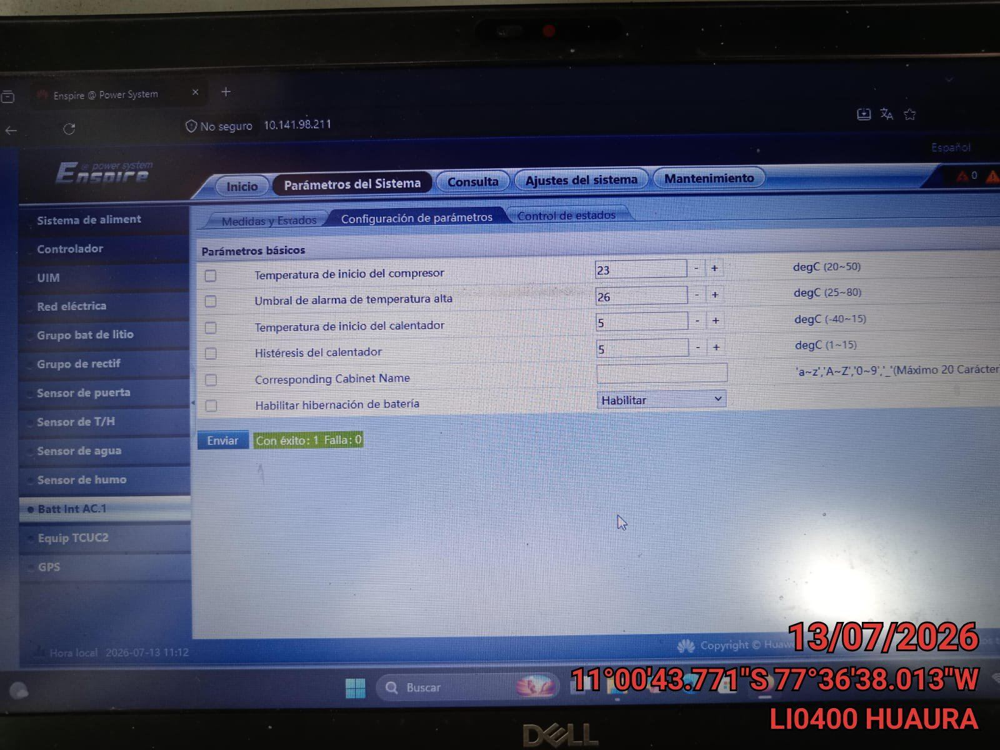 Enspire @ Power System
No seguro 10.141.98.211
Español
@ power system
Enspire
Inicio
Parámetros del Sistema
Consulta
Ajustes del sistema
Mantenimiento
0
Medidas y Estados
Configuración de parámetros
Control de estados
Sistema de aliment
Controlador
UIM
Red eléctrica
Grupo bat de litio
Grupo de rectif
Sensor de puerta
Sensor de T/H
Sensor de agua
Sensor de humo
Batt Int AC.1
Equip TCUC2
GPS
Parámetros básicos
Temperatura de inicio del compresor 23 - + degC (20~50)
Umbral de alarma de temperatura alta 26 - + degC (25~80)
Temperatura de inicio del calentador 5 - + degC (-40~15)
Histéresis del calentador 5 - + degC (1~15)
Corresponding Cabinet Name 'a~z','A~Z','0~9','_'(Máximo 20 Carácter
Habilitar hibernación de batería Habilitar
Enviar Con éxito: 1 Falla: 0
Hora local 2026-07-13 11:12
Copyright © Huaw
Buscar
13/07/2026
11°00'43.771"S 77°36'38.013"W
LI0400 HUAURA
DELL